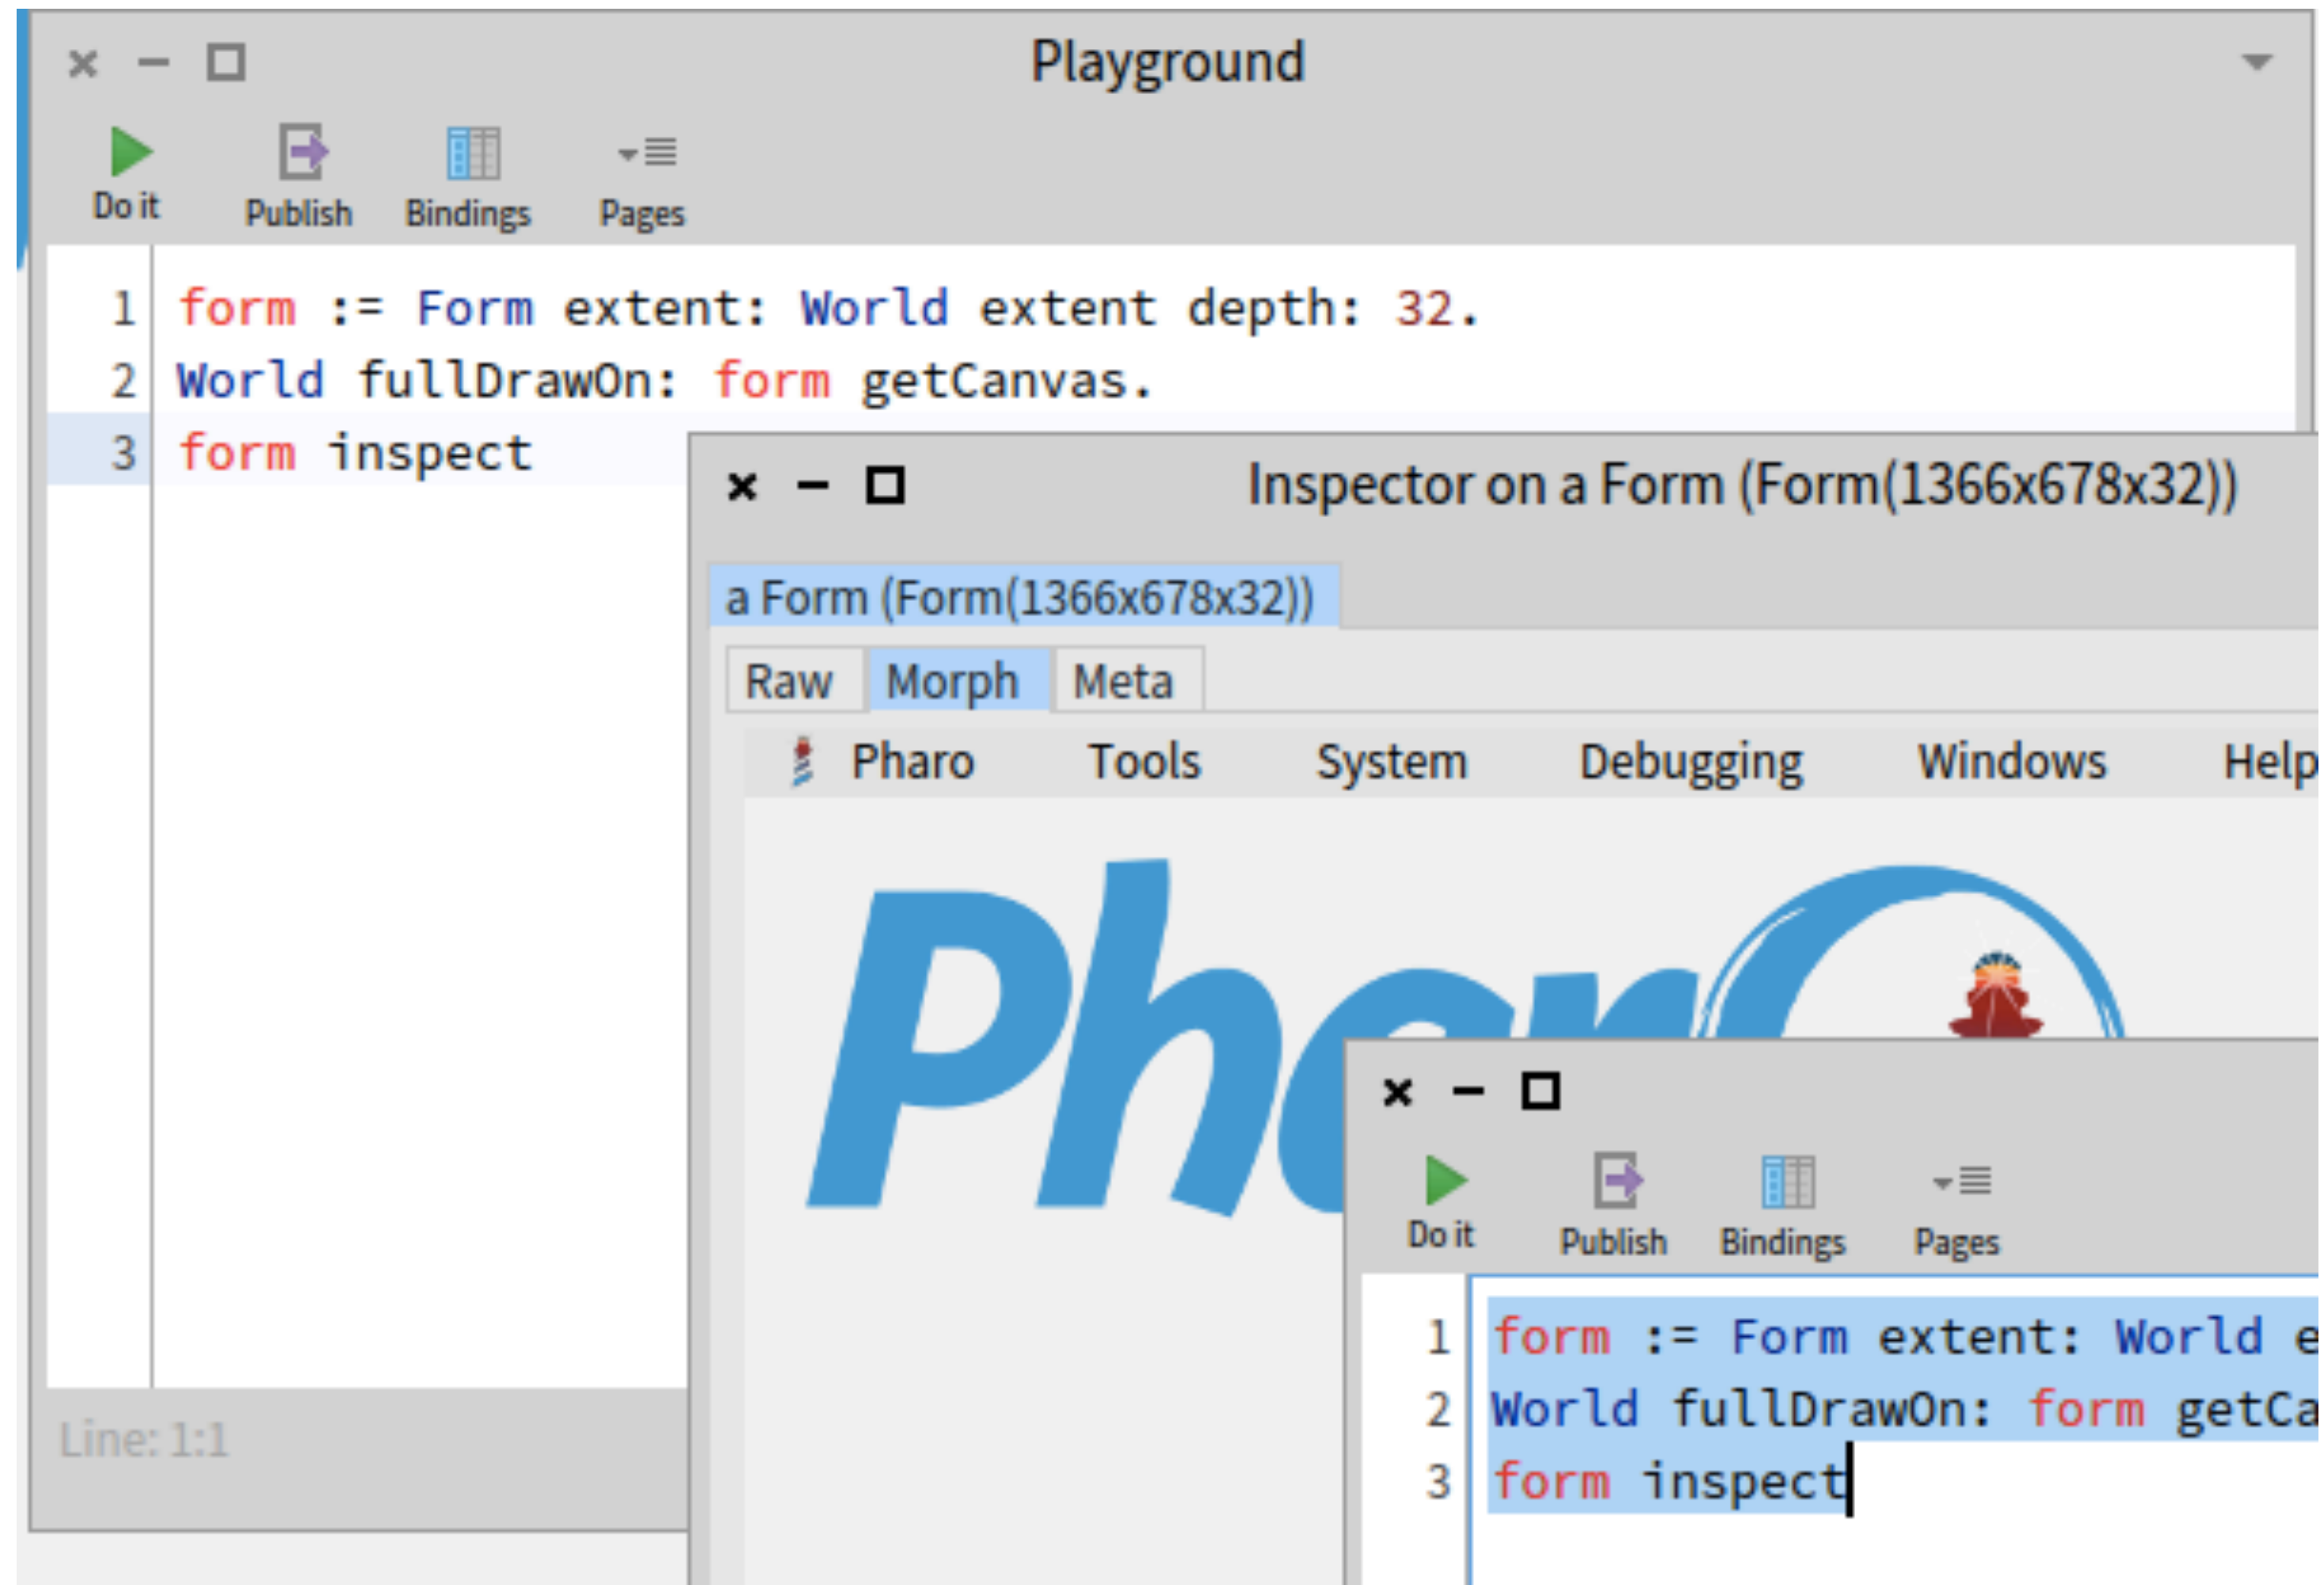 Playground
Do it Publish Bindings Pages
1 form := Form extent: World extent depth: 32.
2 World fullDrawOn: form getCanvas.
3 form inspect
Inspector on a Form (Form(1366x678x32))
a Form (Form(1366x678x32))
Raw Morph Meta
Pharo Tools System Debugging Windows Help
Pharo
Do it Publish Bindings Pages
1 form := Form extent: World e
2 World fullDrawOn: form getCa
3 form inspect
Line: 1:1